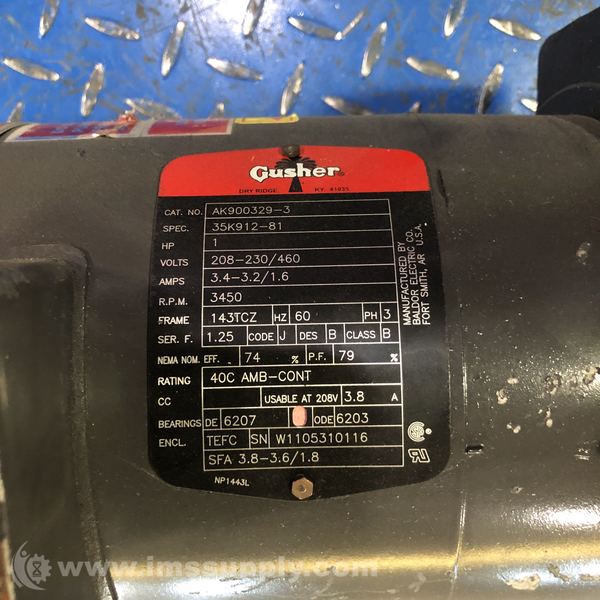 Gusher
DRY RIDGE KY. 41035
CAT. NO. AK900329-3
SPEC. 35K912-81
HP 1
VOLTS 208-230/460
AMPS 3.4-3.2/1.6
R.P.M. 3450
FRAME 143TCZ HZ 60 PH 3
SER. F. 1.25 CODE J DES B CLASS B
NEMA NOM. EFF. 74 % P.F. 79 %
RATING 40C AMB-CONT
CC USABLE AT 208V 3.8 A
BEARINGS DE 6207 ODE 6203
ENCL. TEFC SN W1105310116
SFA 3.8-3.6/1.8
NP1443L
MANUFACTURED BY
BALDOR ELECTRIC CO.
FORT SMITH, AR U.S.A.
www.imssupply.com